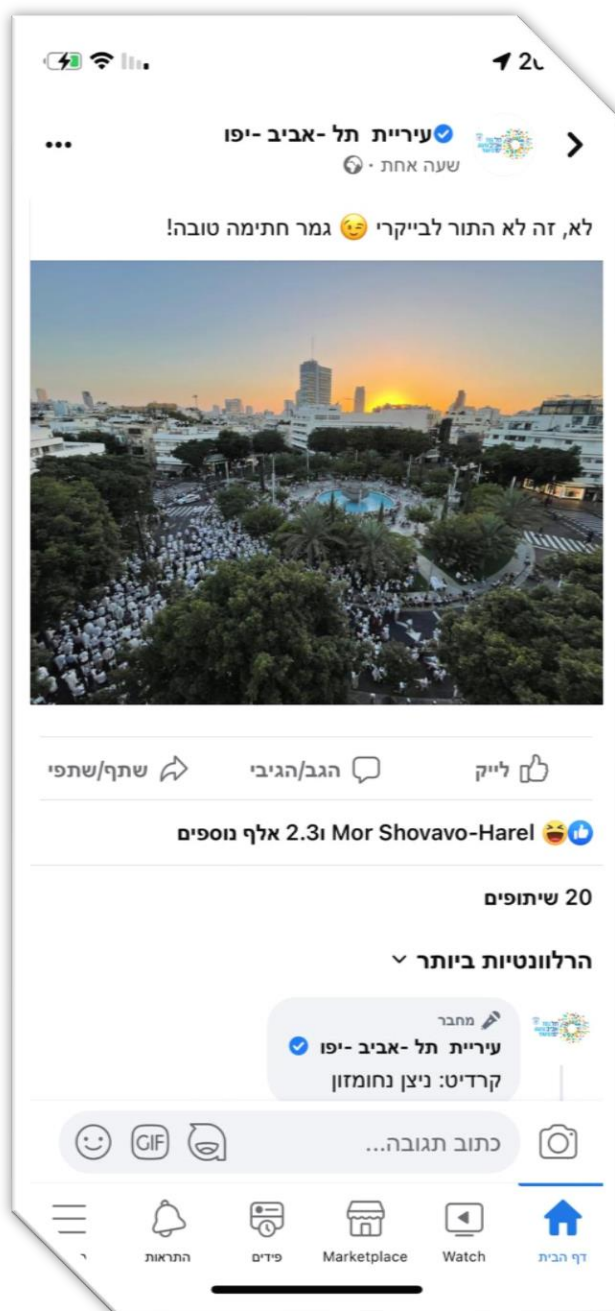 עיריית תל -אביב -יפו
שעה אחת ·
לא, זה לא התור לבייקרי 😉 גמר חתימה טובה!
לייק
הגב/הגיבי
שתף/שתפי
Mor Shovavo-Harel ו2.3 אלף נוספים
20 שיתופים
הרלוונטיות ביותר
מחבר
עיריית תל -אביב -יפו
קרדיט: ניצן נחומזון
כתוב תגובה...
GIF
דף הבית
Watch
Marketplace
פידים
התראות